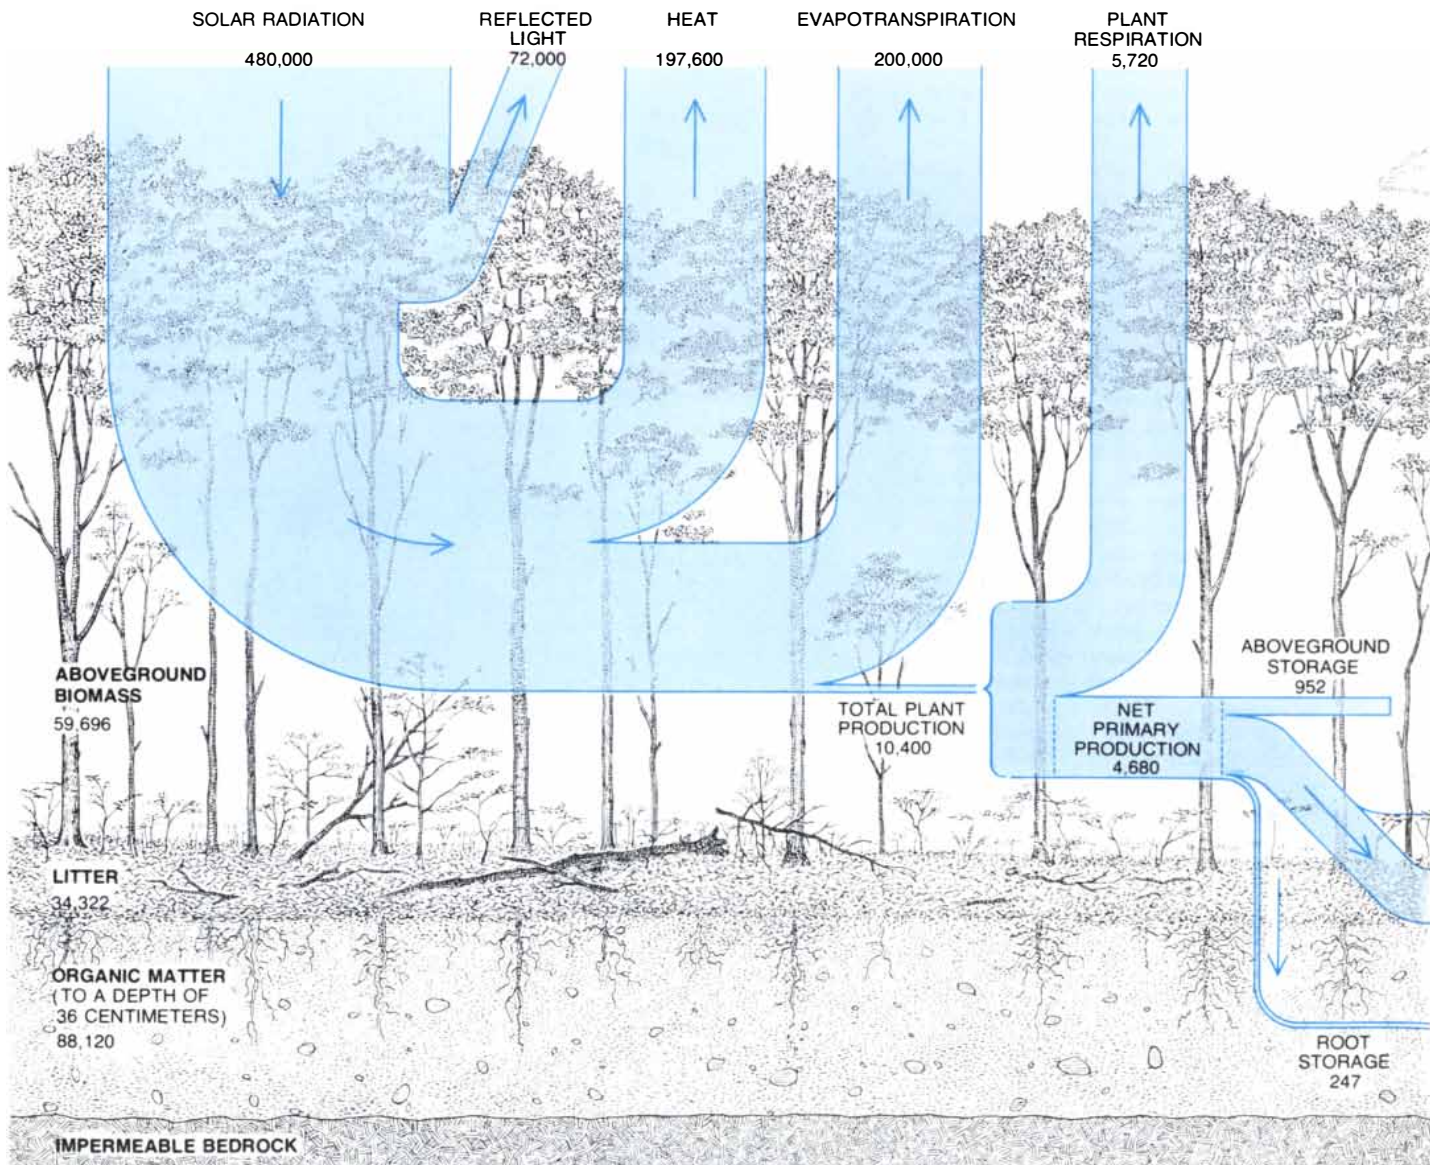 SOLAR RADIATION
480,000
REFLECTED
LIGHT
72,000
HEAT
197,600
EVAPOTRANSPIRATION
200,000
PLANT
RESPIRATION
5,720
ABOVEGROUND
BIOMASS
59,696
TOTAL PLANT
PRODUCTION
10,400
NET
PRIMARY
PRODUCTION
4,680
ABOVEGROUND
STORAGE
952
LITTER
34,322
ORGANIC MATTER
(TO A DEPTH OF
36 CENTIMETERS)
88,120
ROOT
STORAGE
247
IMPERMEABLE BEDROCK